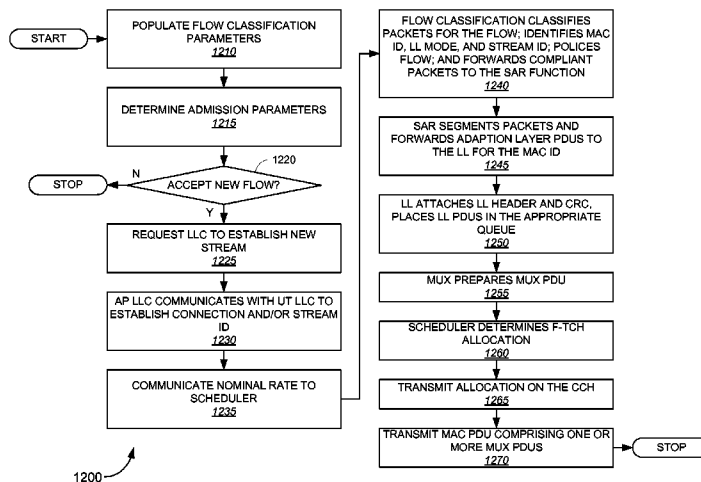 START
POPULATE FLOW CLASSIFICATION
PARAMETERS
1210
DETERMINE ADMISSION PARAMETERS
1215
1220
N
STOP
ACCEPT NEW FLOW?
Y
REQUEST LLC TO ESTABLISH NEW
STREAM
1225
AP LLC COMMUNICATES WITH UT LLC TO
ESTABLISH CONNECTION AND/OR STREAM
ID
1230
COMMUNICATE NOMINAL RATE TO
SCHEDULER
1235
1200
FLOW CLASSIFICATION CLASSIFIES
PACKETS FOR THE FLOW; IDENTIFIES MAC
ID, LL MODE, AND STREAM ID; POLICES
FLOW; AND FORWARDS COMPLIANT
PACKETS TO THE SAR FUNCTION
1240
SAR SEGMENTS PACKETS AND
FORWARDS ADAPTION LAYER PDUS TO
THE LL FOR THE MAC ID
1245
LL ATTACHES LL HEADER AND CRC,
PLACES LL PDUS IN THE APPROPRIATE
QUEUE
1250
MUX PREPARES MUX PDU
1255
SCHEDULER DETERMINES F-TCH
ALLOCATION
1260
TRANSMIT ALLOCATION ON THE CCH
1265
TRANSMIT MAC PDU COMPRISING ONE OR
MORE MUX PDUS
1270
STOP